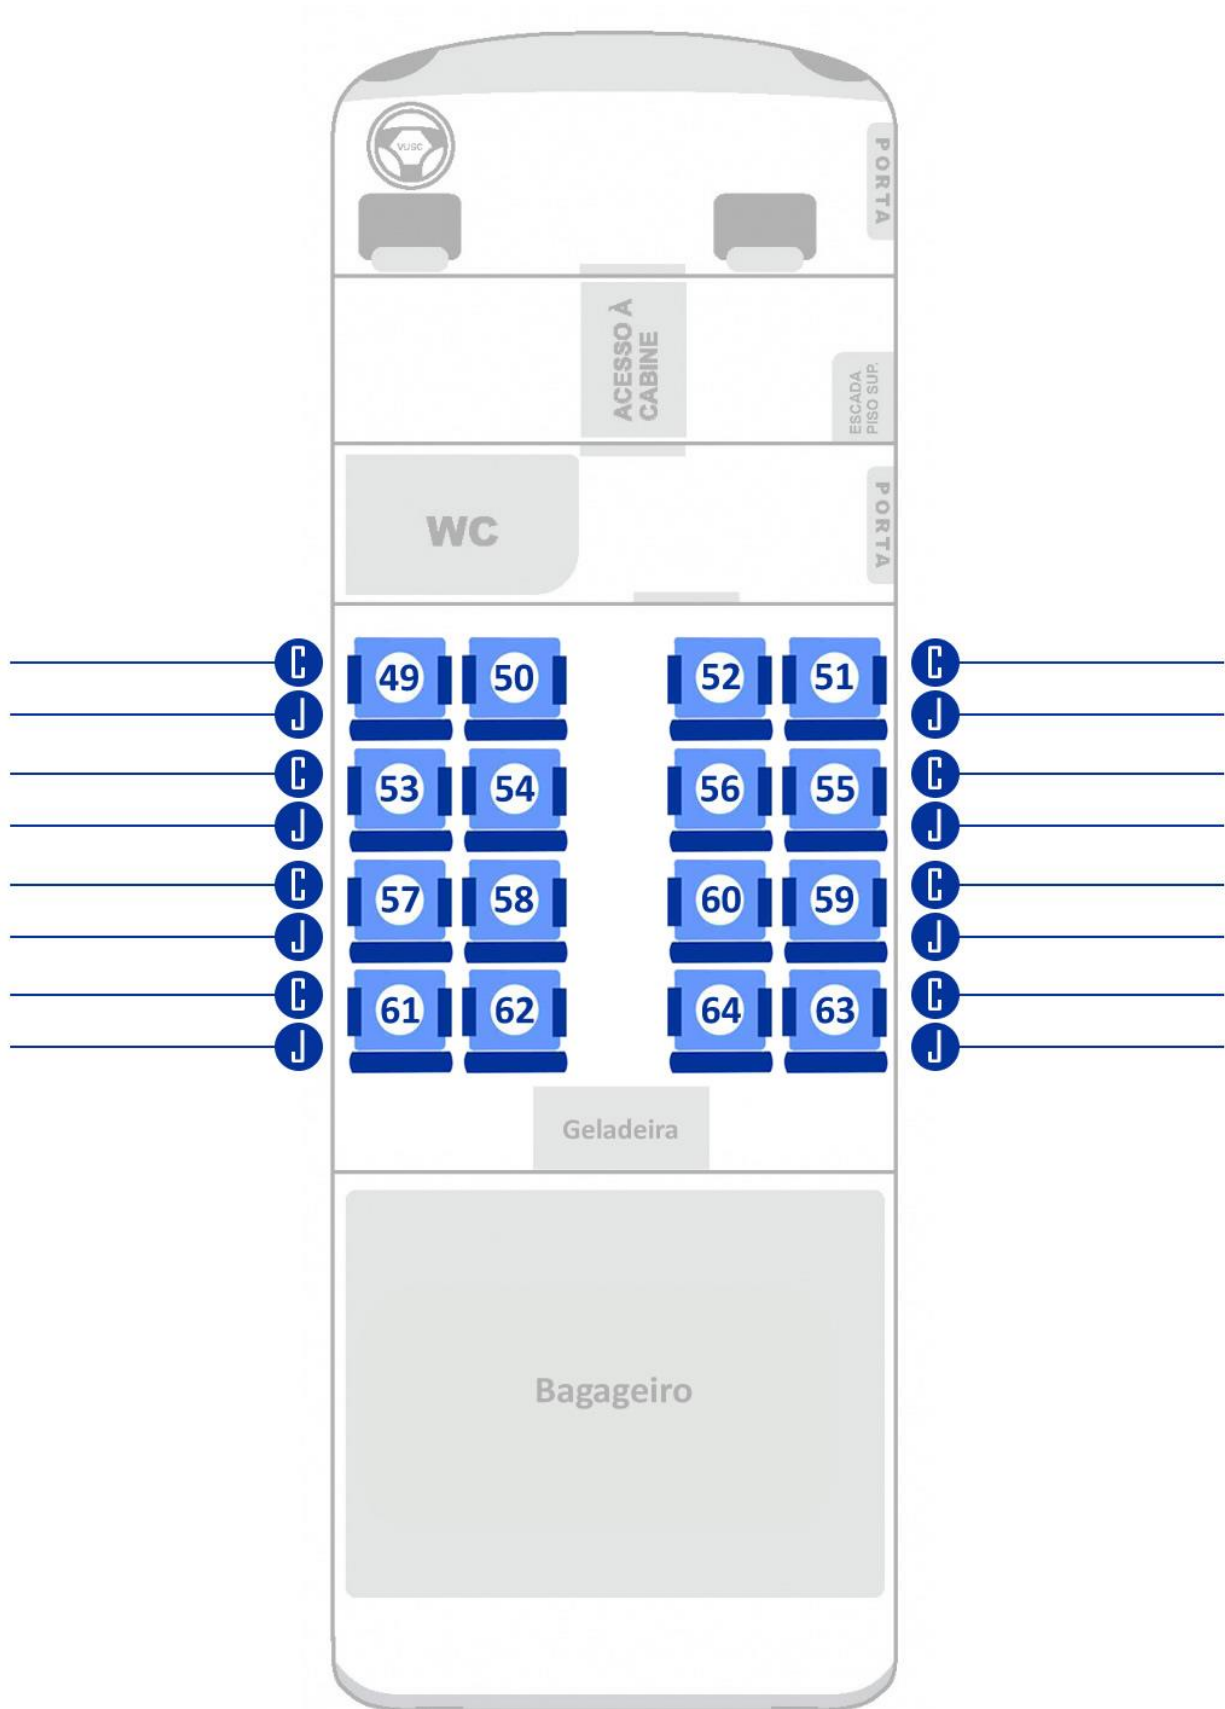 VUSC
PORTA
ACESSO À
CABINE
ESCADA
PISO SUP.
WC
PORTA
C 49 50 52 51 C
J J
C 53 54 56 55 C
J J
C 57 58 60 59 C
J J
C 61 62 64 63 C
J J
Geladeira
Bagageiro